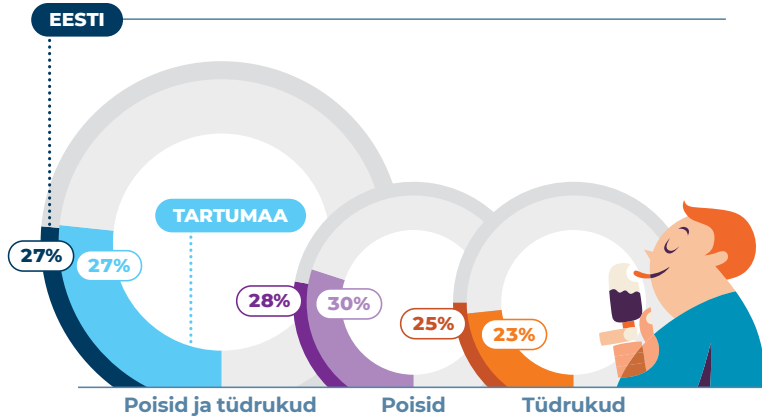 EESTI
TARTUMAA
27%
27%
28%
30%
25%
23%
Poisid ja tüdrukud
Poisid
Tüdrukud